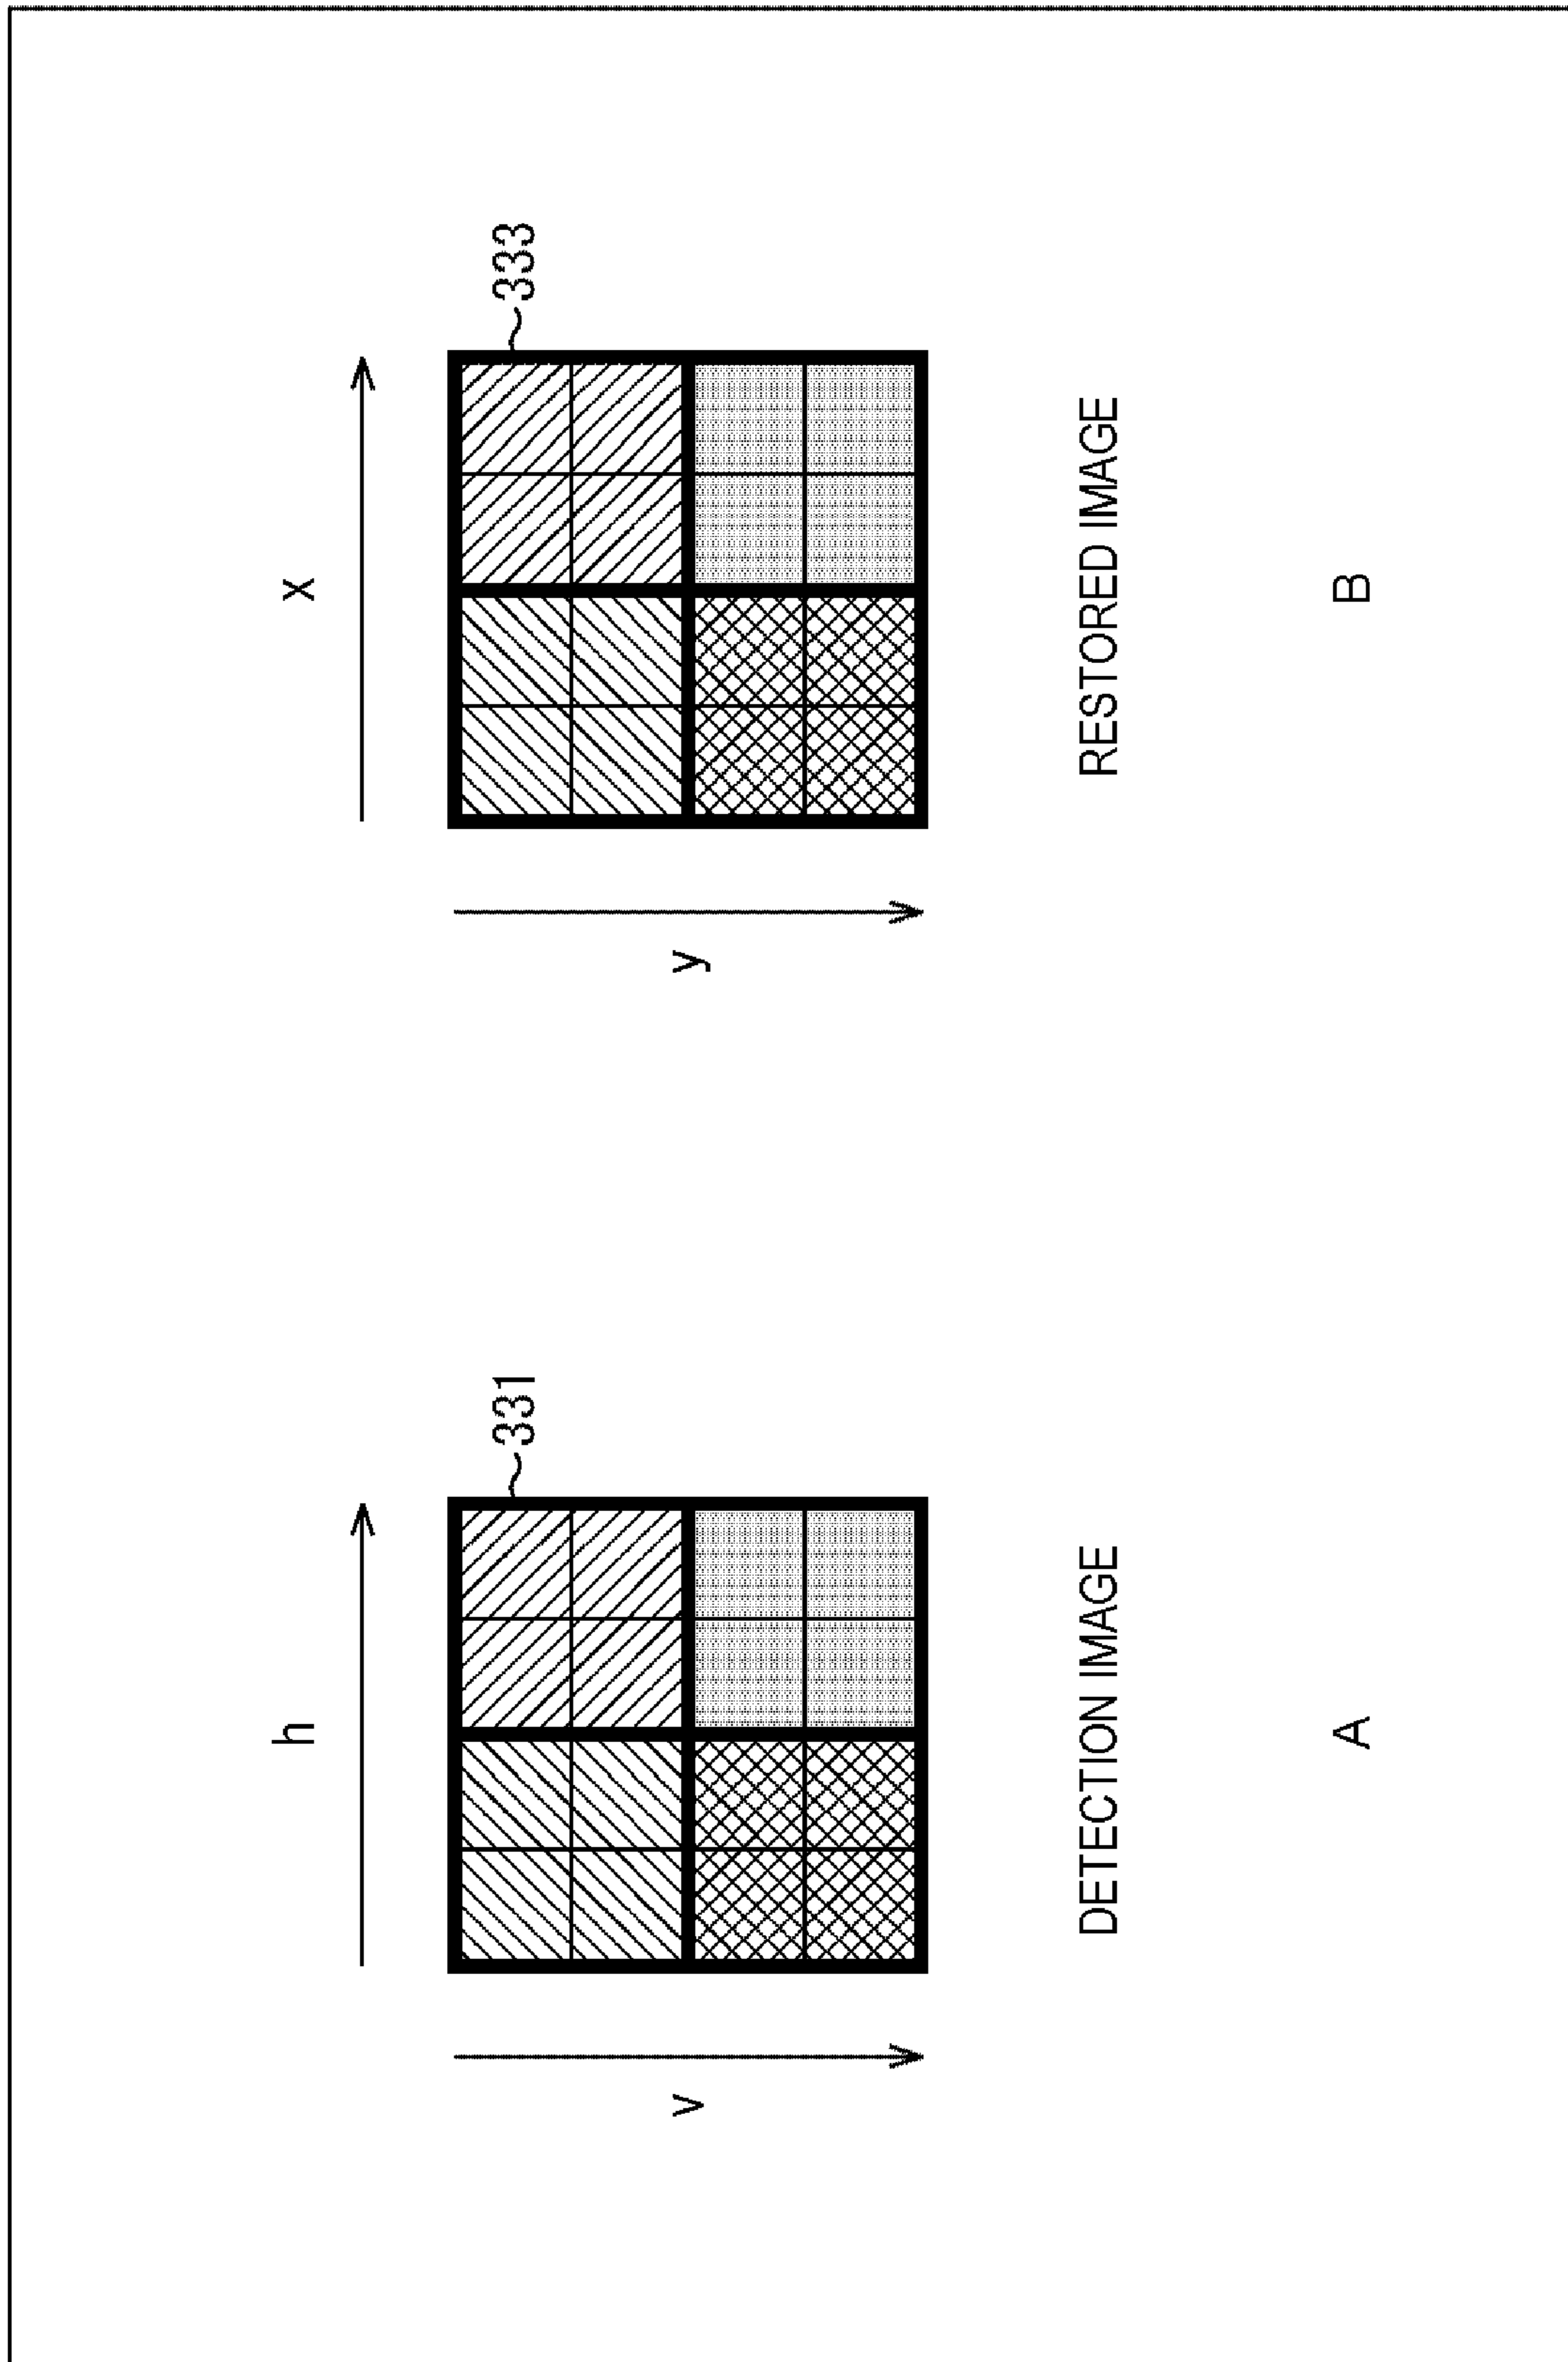 h
v
331
DETECTION IMAGE
A
x
y
333
RESTORED IMAGE
B